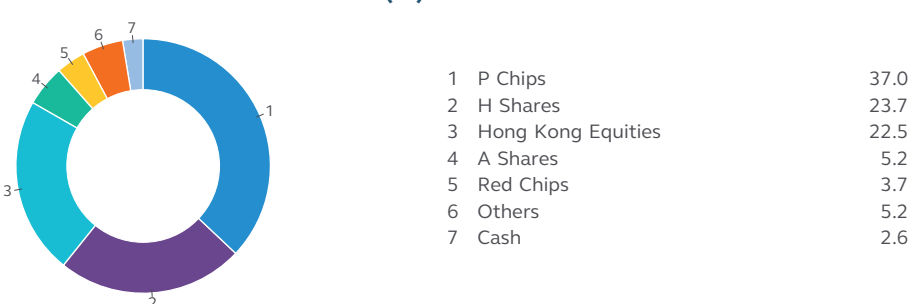 7
6
5
4
1
3
2
1 P Chips 37.0
2 H Shares 23.7
3 Hong Kong Equities 22.5
4 A Shares 5.2
5 Red Chips 3.7
6 Others 5.2
7 Cash 2.6